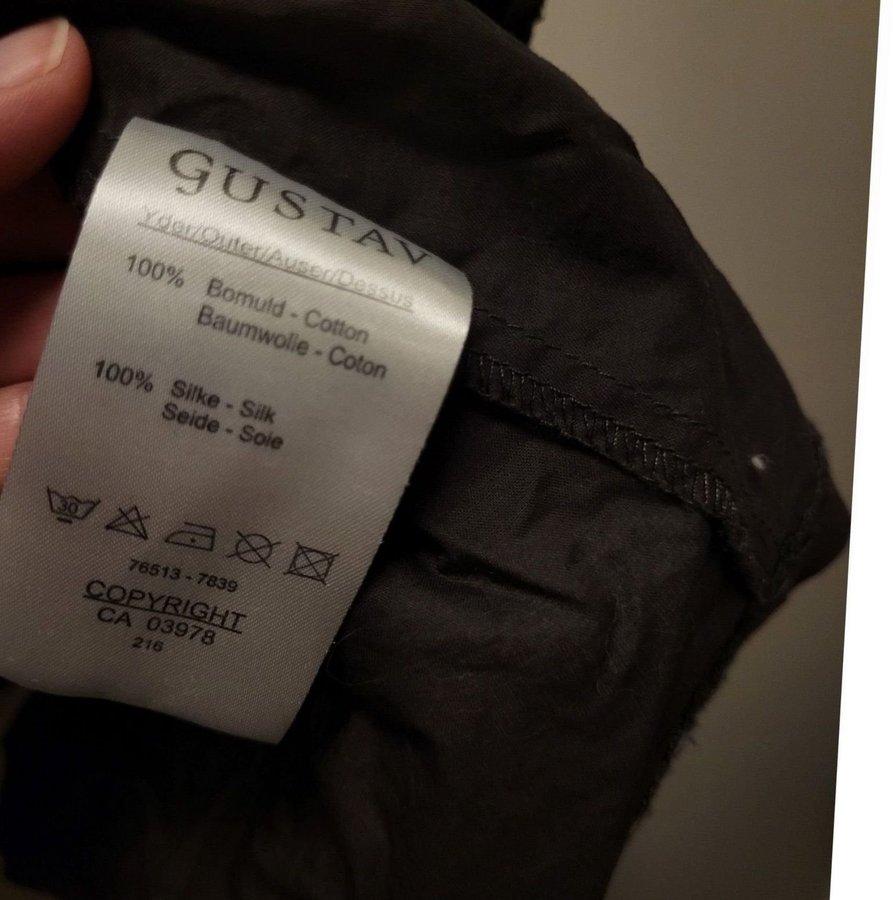 GUSTAV
Yder/Outer/Auser/Dessus
100% Bomuld - Cotton
Baumwolle - Coton
100% Silke - Silk
Seide - Soie
30
76513 - 7839
COPYRIGHT
CA 03978
216